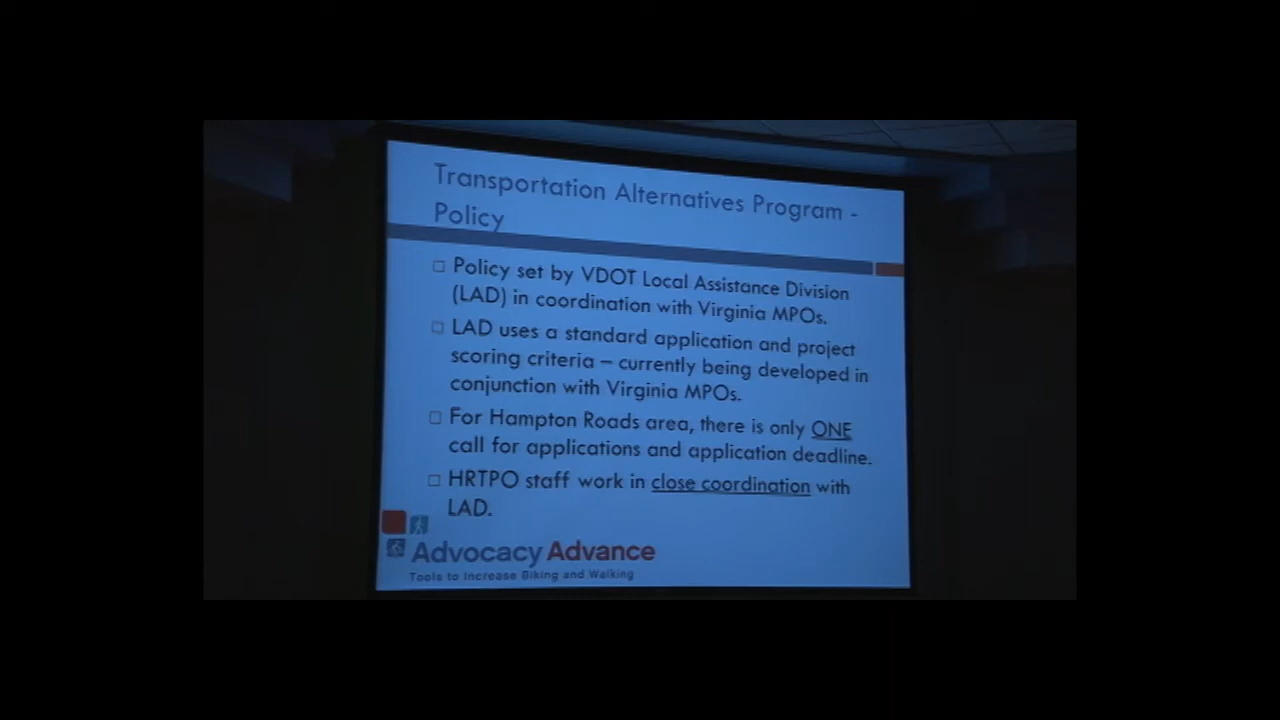 Transportation Alternatives Program -
Policy
Policy set by VDOT Local Assistance Division
(LAD) in coordination with Virginia MPOs.
LAD uses a standard application and project
scoring criteria – currently being developed in
conjunction with Virginia MPOs.
For Hampton Roads area, there is only ONE
call for applications and application deadline.
HRTPO staff work in close coordination with
LAD.
Advocacy Advance
Tools to Increase Biking and Walking